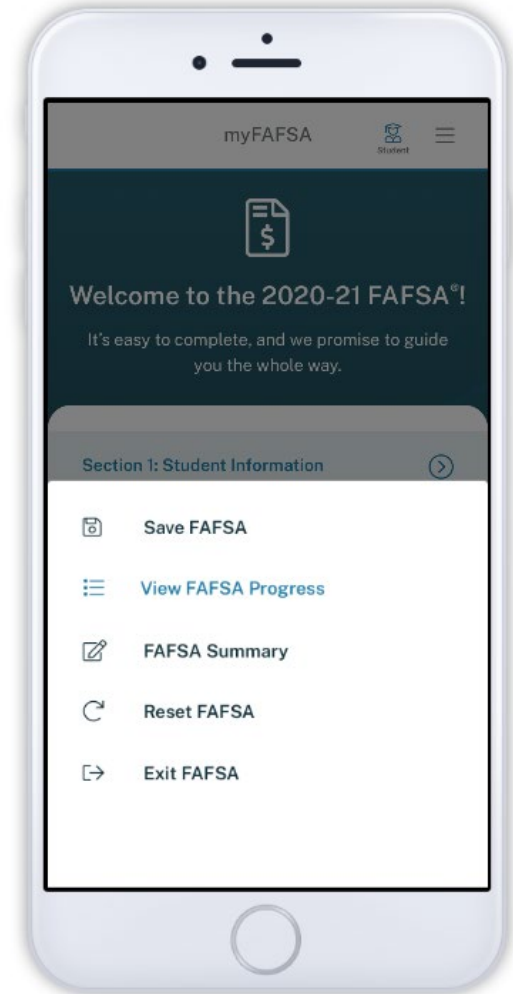 myFAFSA
Student
Welcome to the 2020-21 FAFSA®!
It's easy to complete, and we promise to guide
you the whole way.
Section 1: Student Information
Save FAFSA
View FAFSA Progress
FAFSA Summary
Reset FAFSA
Exit FAFSA